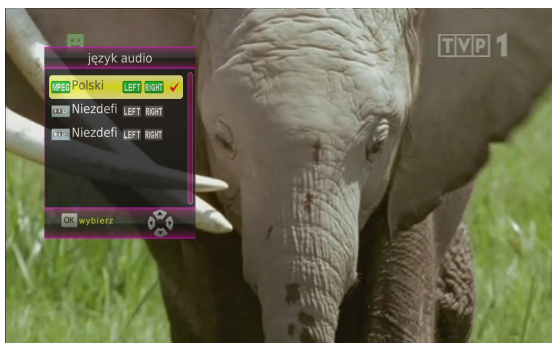 TVP 1
język audio
MPEG Polski LEFT RIGHT
Niezdefi LEFT RIGHT
Niezdefi LEFT RIGHT
OK wybierz